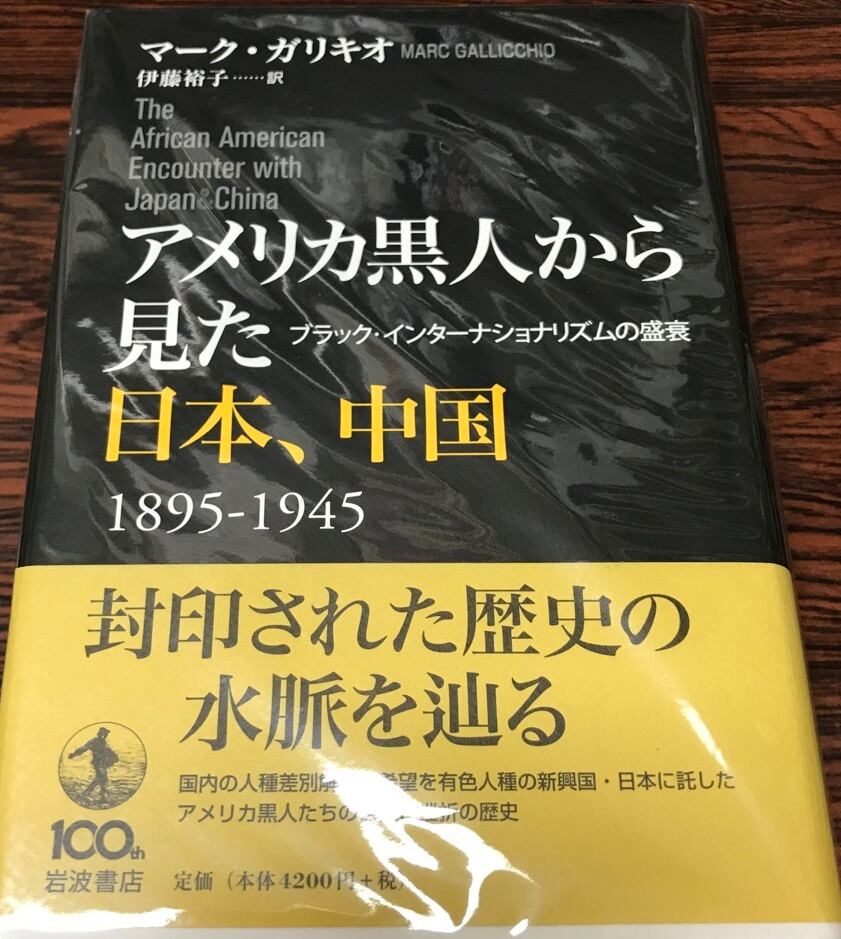 マーク・ガリキオ MARC GALLICCHIO
伊藤裕子……訳
The
African American
Encounter with
Japan&China
アメリカ黒人から
見た ブラック・インターナショナリズムの盛衰
日本、中国
1895-1945
封印された歴史の
水脈を辿る
国内の人種差別解 希望を有色人種の新興国・日本に託した
アメリカ黒人たちの 挫折の歴史
100th
岩波書店 定価（本体4200円+税）